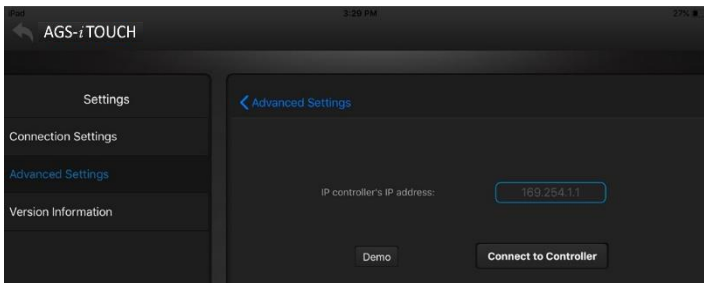 iPad 3:29 PM 27%
AGS-iTOUCH
Settings
Advanced Settings
Connection Settings
Advanced Settings
Version Information
IP controller's IP address: 169.254.1.1
Demo Connect to Controller